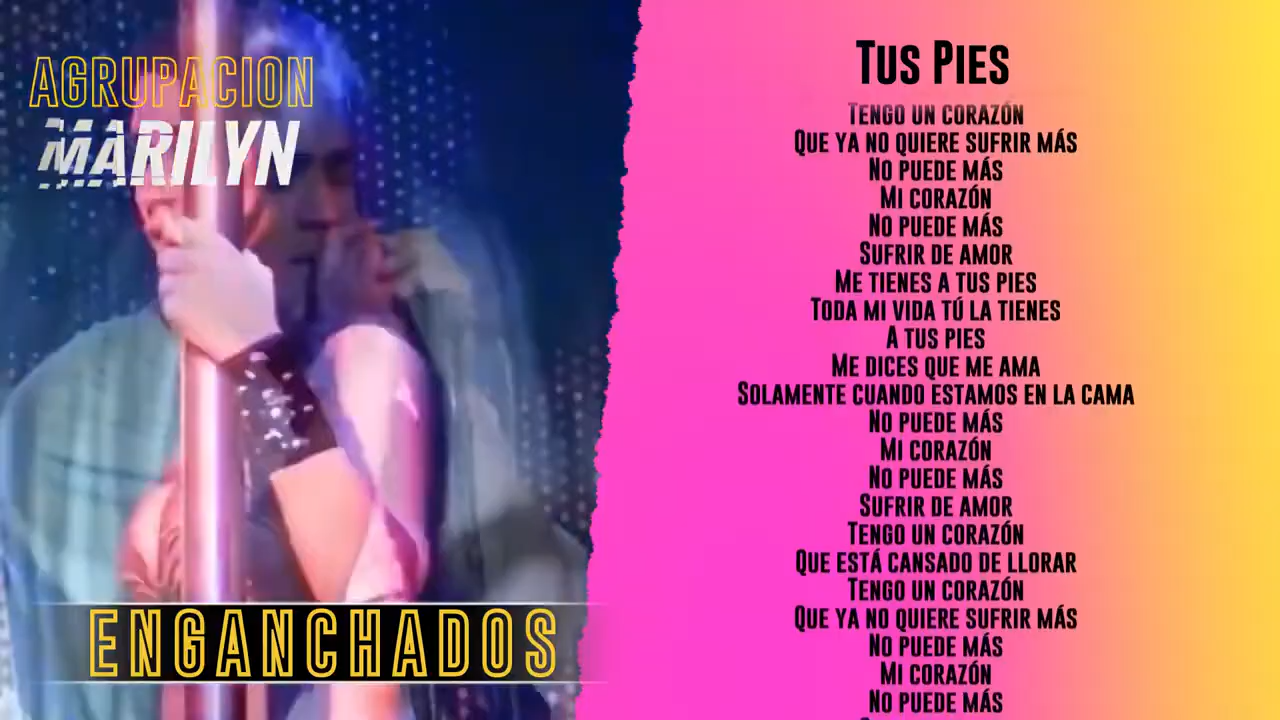 AGRUPACION
MARILYN
ENGANCHADOS
TUS PIES
TENGO UN CORAZÓN
QUE YA NO QUIERE SUFRIR MÁS
NO PUEDE MÁS
MI CORAZÓN
NO PUEDE MÁS
SUFRIR DE AMOR
ME TIENES A TUS PIES
TODA MI VIDA TÚ LA TIENES
A TUS PIES
ME DICES QUE ME AMA
SOLAMENTE CUANDO ESTAMOS EN LA CAMA
NO PUEDE MÁS
MI CORAZÓN
NO PUEDE MÁS
SUFRIR DE AMOR
TENGO UN CORAZÓN
QUE ESTÁ CANSADO DE LLORAR
TENGO UN CORAZÓN
QUE YA NO QUIERE SUFRIR MÁS
NO PUEDE MÁS
MI CORAZÓN
NO PUEDE MÁS